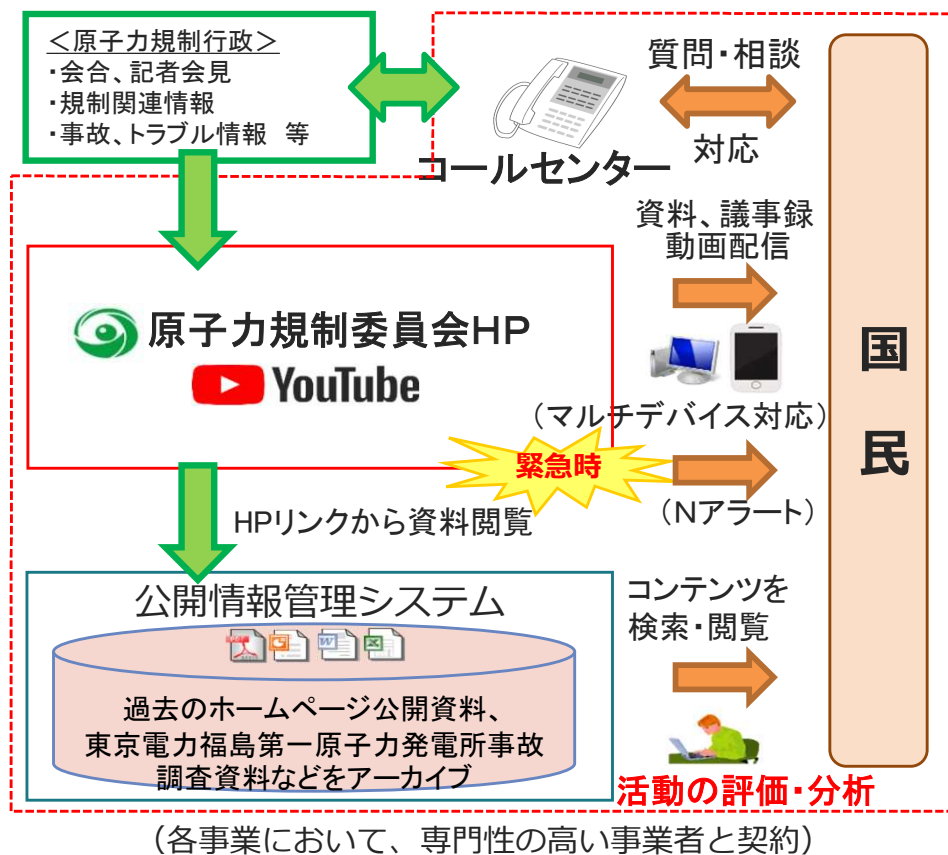 ＜原子力規制行政＞
・会合、記者会見
・規制関連情報
・事故、トラブル情報　等
質問・相談
対応
コールセンター
資料、議事録
動画配信
原子力規制委員会HP
YouTube
（マルチデバイス対応）
緊急時
（Nアラート）
国
民
HPリンクから資料閲覧
公開情報管理システム
過去のホームページ公開資料、
東京電力福島第一原子力発電所事故
調査資料などをアーカイブ
コンテンツを
検索・閲覧
活動の評価・分析
（各事業において、専門性の高い事業者と契約）